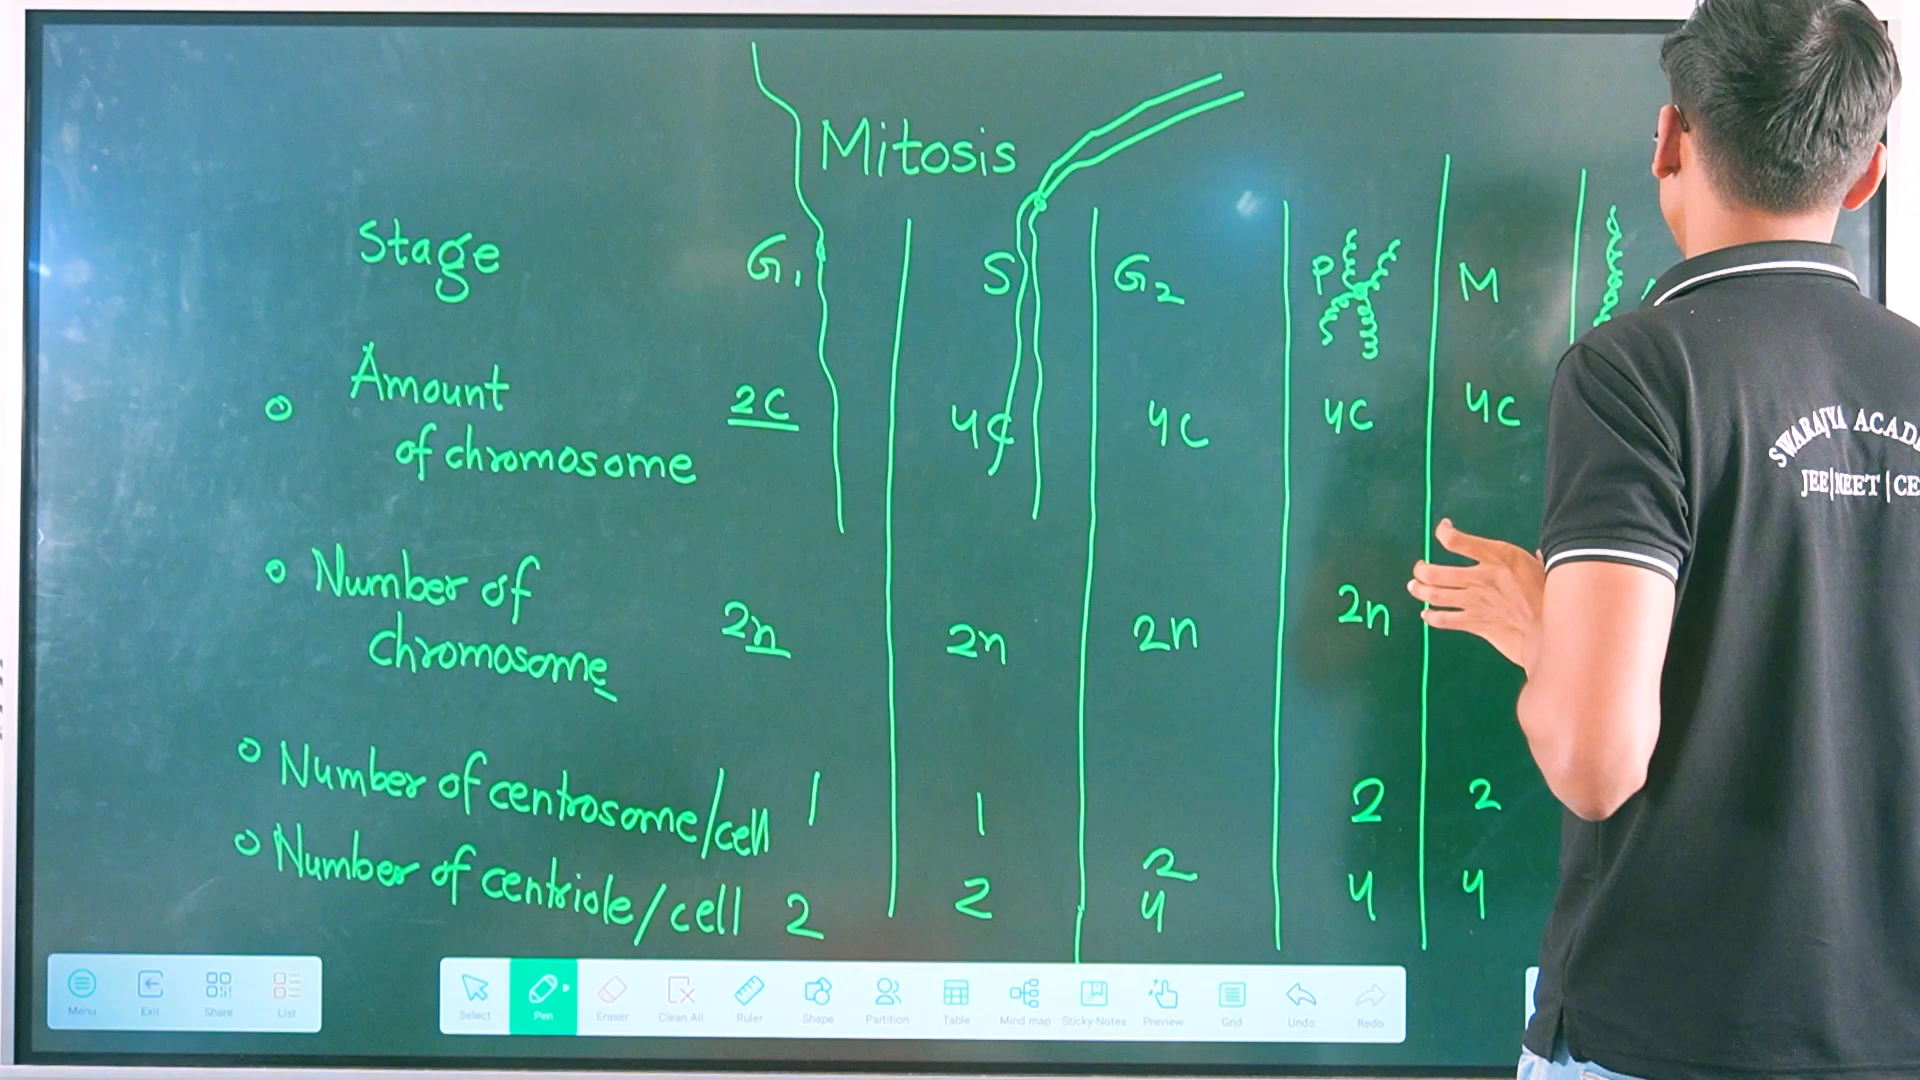 Mitosis
Stage G1 S G2 P M
Amount
of chromosome 2C 4C 4C 4C 4C
Number of
chromosome 2n 2n 2n 2n
Number of centrosome/cell 1 1 2 2 2
Number of centriole/cell 2 2 4 4 4
SWARAJYA ACAD
JEE|NEET|CE
Menu Exit Share List Select Pen Eraser Clean All Ruler Shape Partition Table Mind map Sticky-Notes Preview Grid Undo Redo